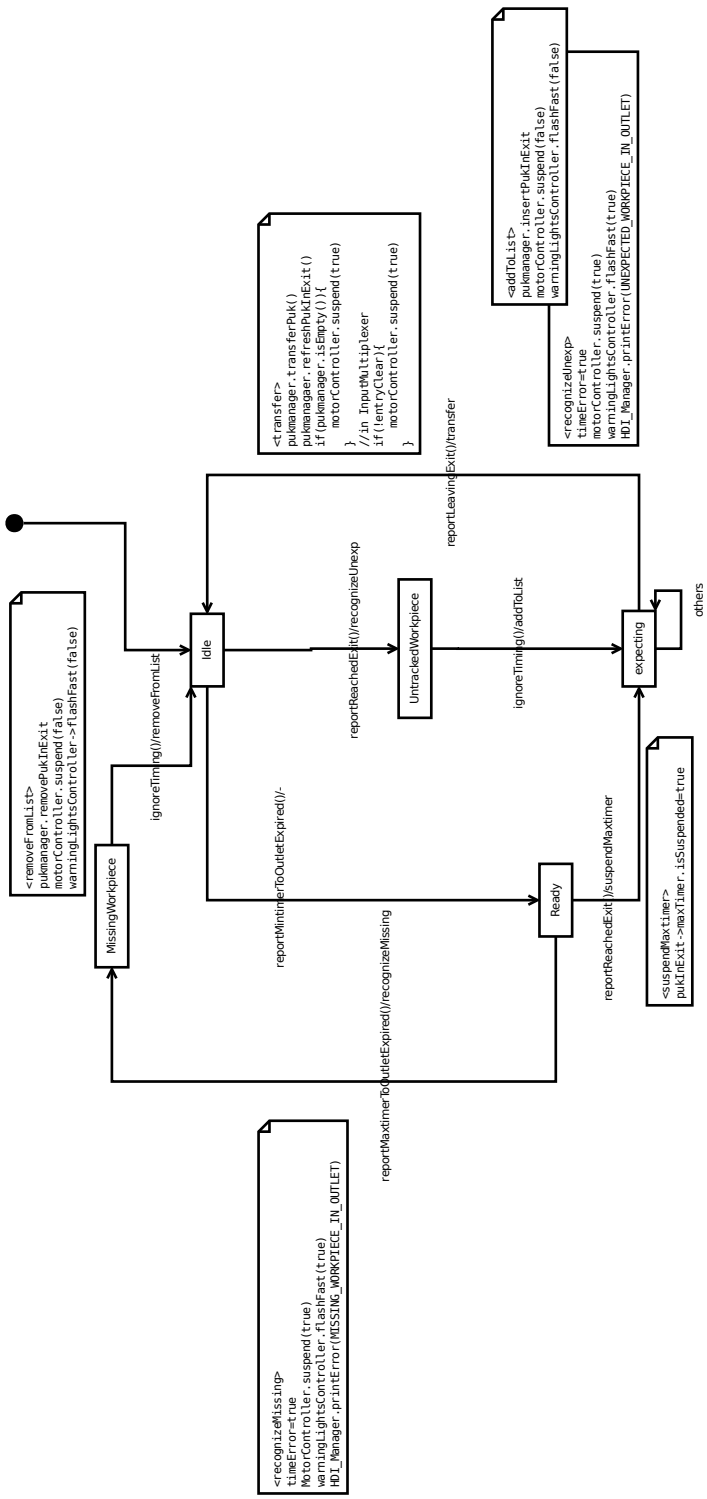 <removeFromList>
pukmanager.removePukInExit
motorController.suspend(false)
warningLightsController->flashFast(false)
MissingWorkpiece
ignoreTiming()/removeFromList
Idle
<transfer>
pukmanager.transferPuk()
pukmanagaer.refreshPukInExit()
if(pukmanager.isEmpty()){
motorController.suspend(true)
}
//in InputMultiplexer
if(!entryClear){
motorController.suspend(true)
}
<recognizeMissing>
timeError=true
MotorController.suspend(true)
warningLightsController.flashFast(true)
HDI_Manager.printError(MISSING_WORKPIECE_IN_OUTLET)
reportMaxtimerToOutletExpired()/recognizeMissing
reportMintimerToOutletExpired()/-
reportReachedExit()/recognizeUnexp
UntrackedWorkpiece
reportLeavingExit()/transfer
ignoreTiming()/addToList
<addToList>
pukmanager.insertPukInExit
motorController.suspend(false)
warningLightsController.flashFast(false)
<recognizeUnexp>
timeError=true
motorController.suspend(true)
warningLightsController.flashFast(true)
HDI_Manager.printError(UNEXPECTED_WORKPIECE_IN_OUTLET)
Ready
reportReachedExit()/suspendMaxtimer
expecting
others
<suspendMaxtimer>
pukInExit->maxTimer.isSuspended=true